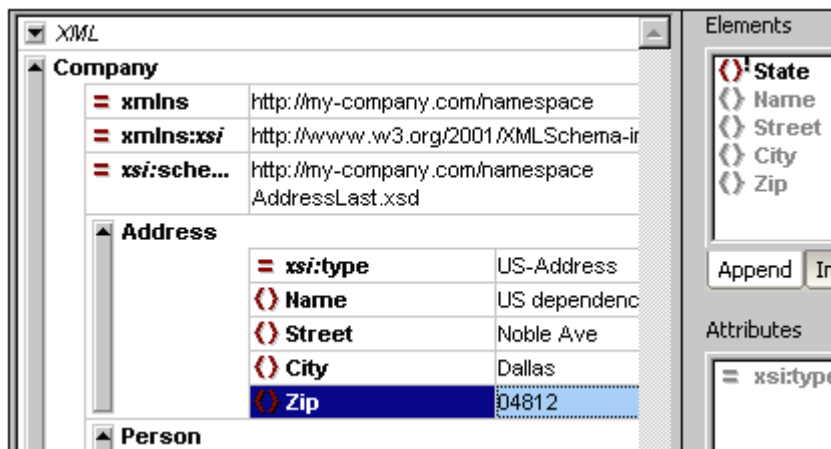 XML
Company
= xmlns http://my-company.com/namespace
= xmlns:xsi http://www.w3.org/2001/XMLSchema-in
= xsi:sche... http://my-company.com/namespace
AddressLast.xsd
Address
= xsi:type US-Address
{} Name US dependenc
{} Street Noble Ave
{} City Dallas
{} Zip 04812
Person
Elements
{}! State
{} Name
{} Street
{} City
{} Zip
Append In
Attributes
= xsi:type